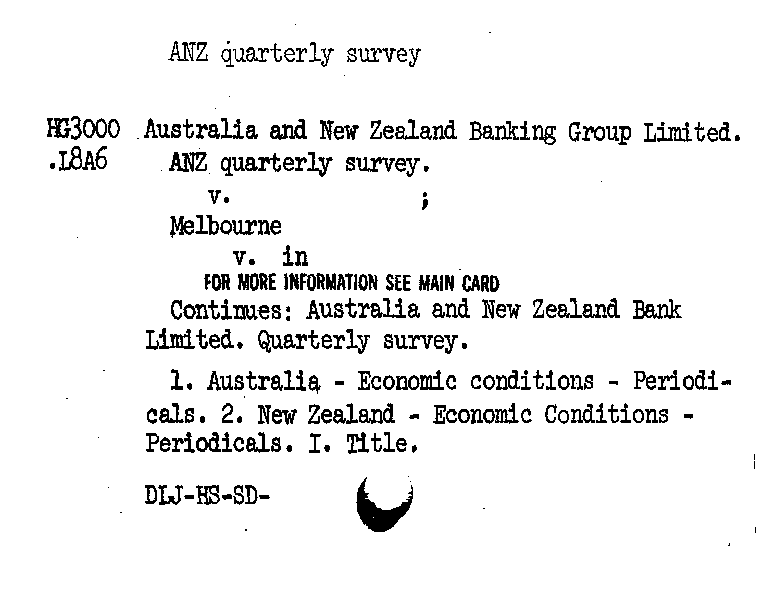 ANZ quarterly survey
HG3000 Australia and New Zealand Banking Group Limited.
.L8A6 ANZ quarterly survey.
v. ;
Melbourne
v. in
FOR MORE INFORMATION SEE MAIN CARD
Continues: Australia and New Zealand Bank
Limited. Quarterly survey.
1. Australia - Economic conditions - Periodi-
cals. 2. New Zealand - Economic Conditions -
Periodicals. I. Title.
DLJ-HS-SD-